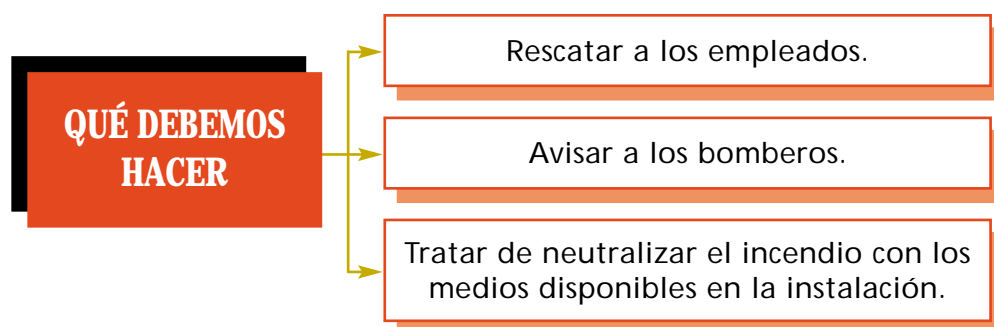 QUÉ DEBEMOS
HACER
Rescatar a los empleados.
Avisar a los bomberos.
Tratar de neutralizar el incendio con los
medios disponibles en la instalación.